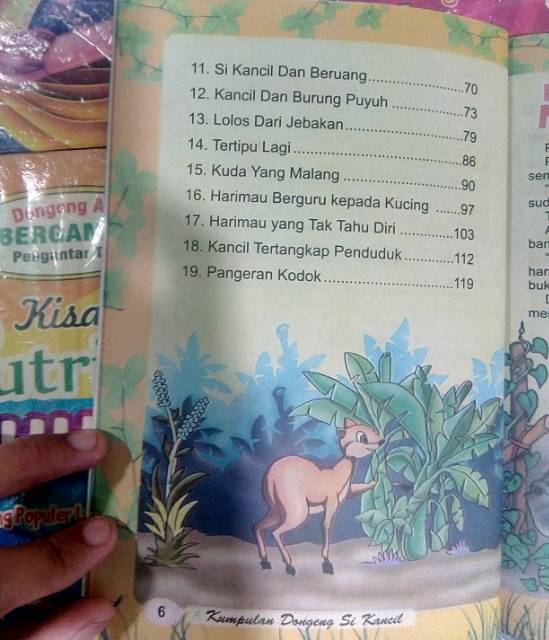 11. Si Kancil Dan Beruang..........................70
12. Kancil Dan Burung Puyuh ...................73
13. Lolos Dari Jebakan................................79
14. Tertipu Lagi ..............................................86
15. Kuda Yang Malang ................................90
16. Harimau Berguru kepada Kucing ......97
17. Harimau yang Tak Tahu Diri ..............103
18. Kancil Tertangkap Penduduk ............112
19. Pangeran Kodok ...................................119
6
Kumpulan Dongeng Si Kancil
Dongeng
Pengantar
Kisa